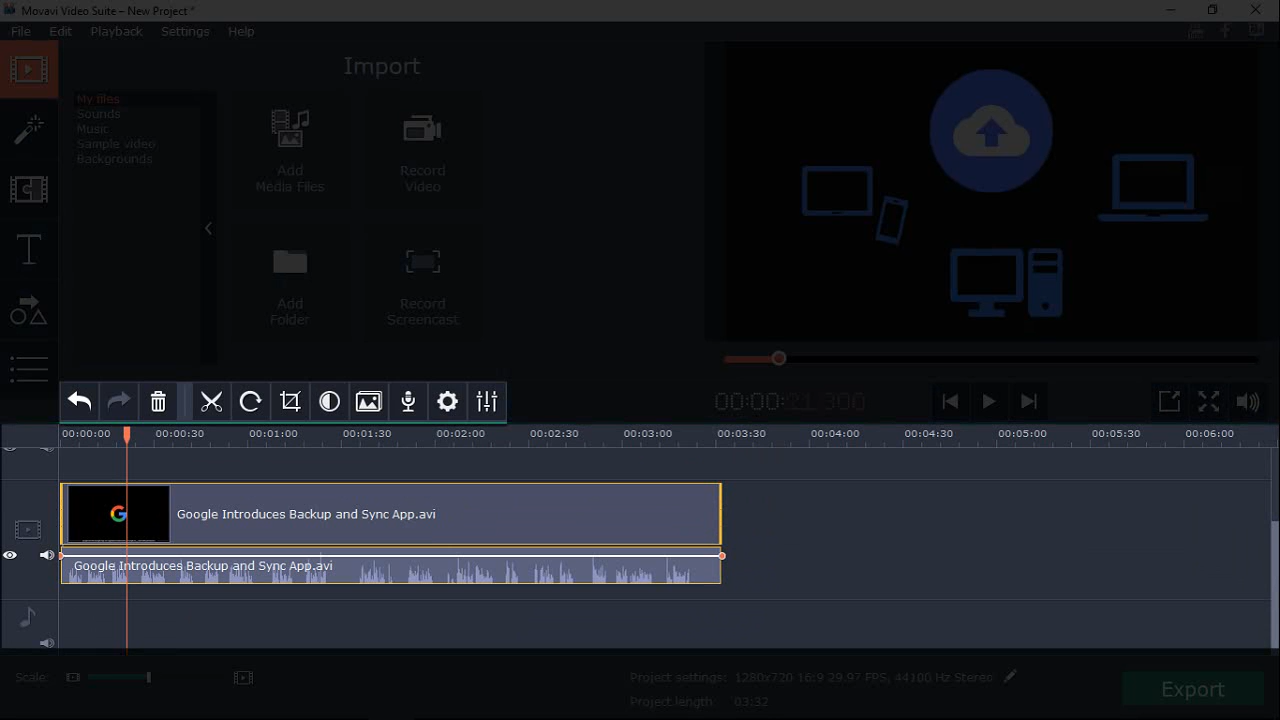 Movavi Video Suite – New Project *
File Edit Playback Settings Help
Import
My files
Sounds
Music
Sample video
Backgrounds
Add
Media Files
Record
Video
Add
Folder
Record
Screencast
00:00:21.300
00:00:00 00:00:30 00:01:00 00:01:30 00:02:00 00:02:30 00:03:00 00:03:30 00:04:00 00:04:30 00:05:00 00:05:30 00:06:00
Google Introduces Backup and Sync App.avi
Google Introduces Backup and Sync App.avi
Scale:
Project settings: 1280x720 16:9 29.97 FPS, 44100 Hz Stereo
Project length: 03:32
Export